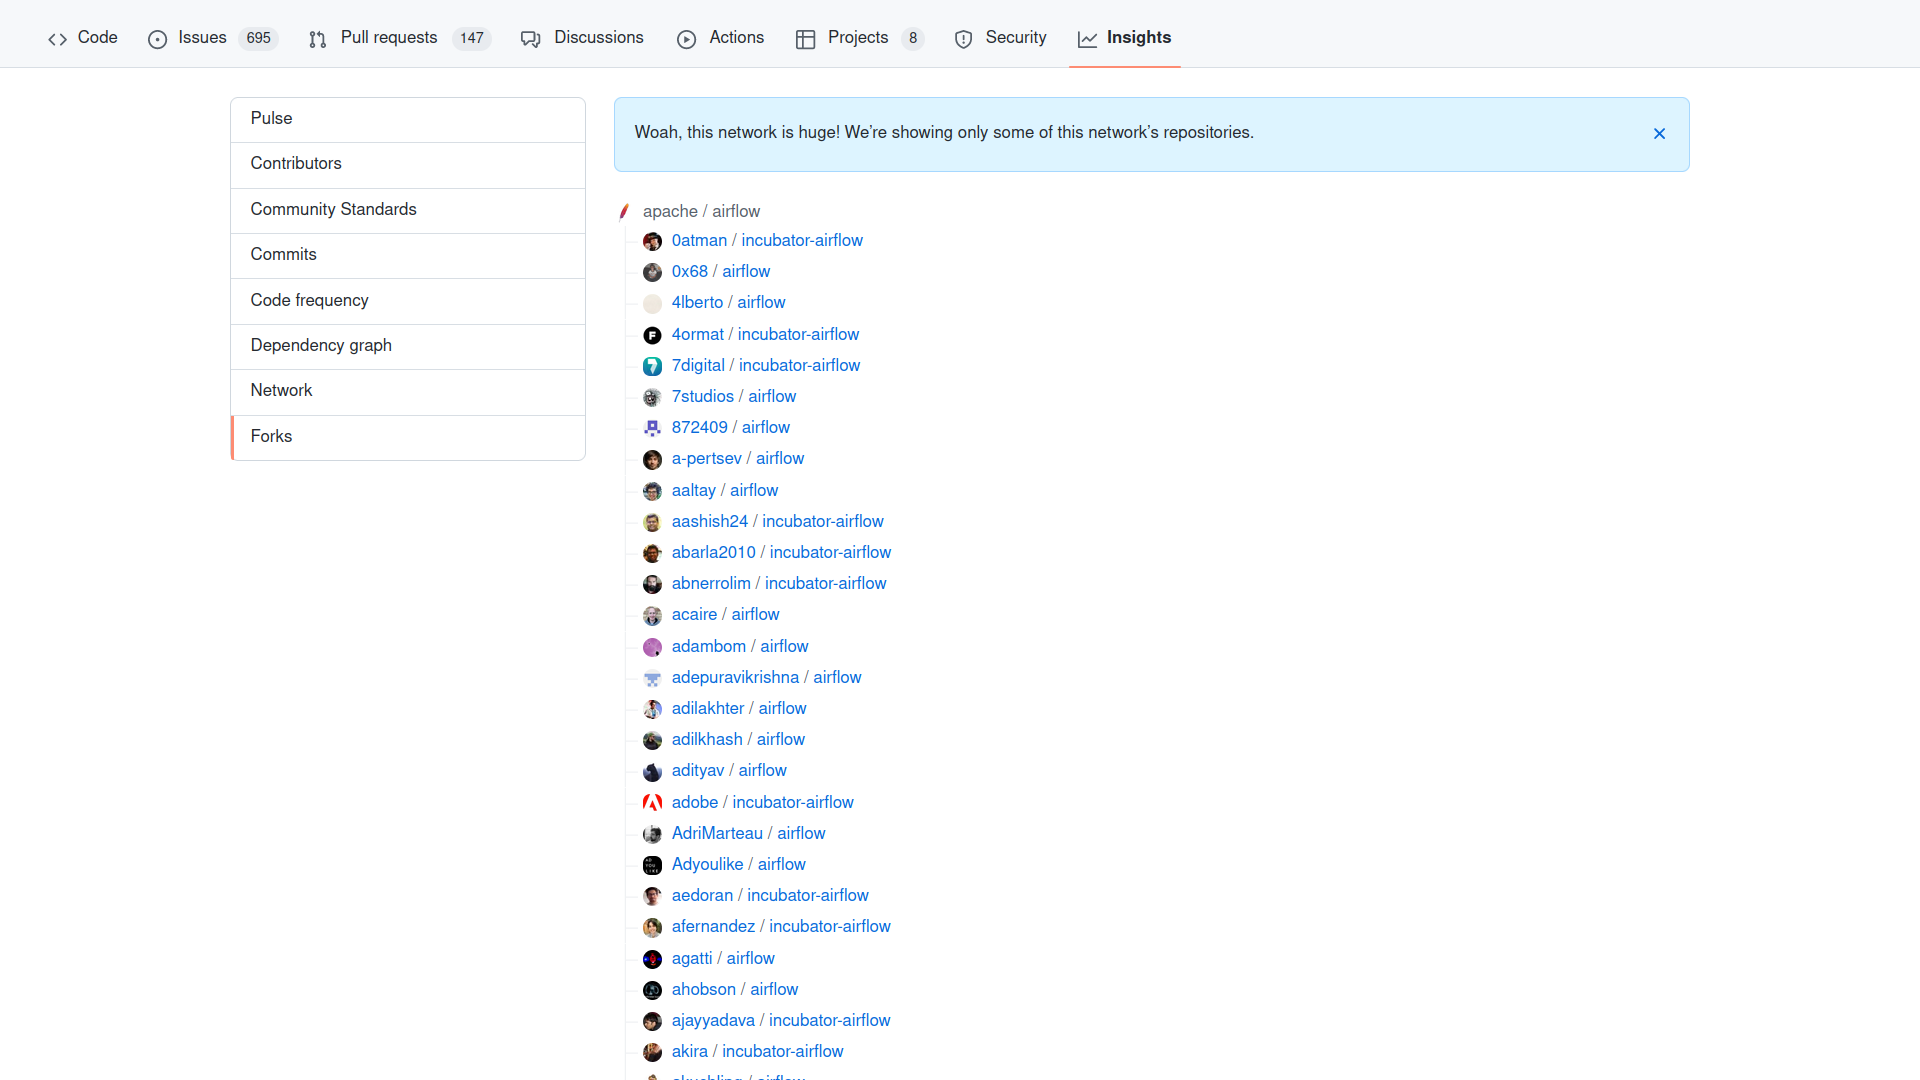 Code Issues 695 Pull requests 147 Discussions Actions Projects 8 Security Insights
Pulse
Contributors
Community Standards
Commits
Code frequency
Dependency graph
Network
Forks
Woah, this network is huge! We’re showing only some of this network’s repositories.
apache / airflow
0atman / incubator-airflow
0x68 / airflow
4lberto / airflow
4ormat / incubator-airflow
7digital / incubator-airflow
7studios / airflow
872409 / airflow
a-pertsev / airflow
aaltay / airflow
aashish24 / incubator-airflow
abarla2010 / incubator-airflow
abnerrolim / incubator-airflow
acaire / airflow
adambom / airflow
adepuravikrishna / airflow
adilakhter / airflow
adilkhash / airflow
adityav / airflow
adobe / incubator-airflow
AdriMarteau / airflow
Adyoulike / airflow
aedoran / incubator-airflow
afernandez / incubator-airflow
agatti / airflow
ahobson / airflow
ajayyadava / incubator-airflow
akira / incubator-airflow